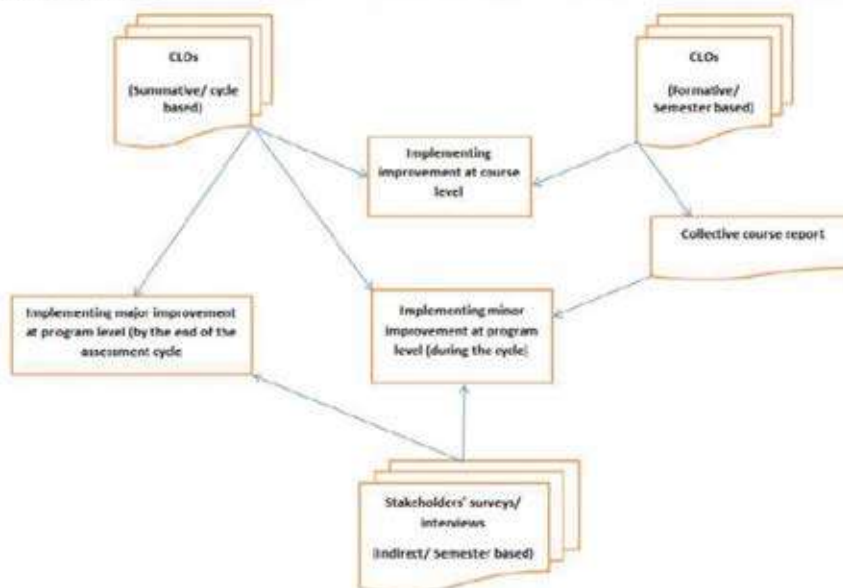 CLOs
(Summative/ cycle
based)
CLOs
(Formative/
Semester based)
Implementing
improvement at course
level
Collective course report
Implementing major improvement
at program level (by the end of the
assessment cycle
Implementing minor
improvement at program
level (during the cycle)
Stakeholders' surveys/
interviews
(Indirect/ Semester based)